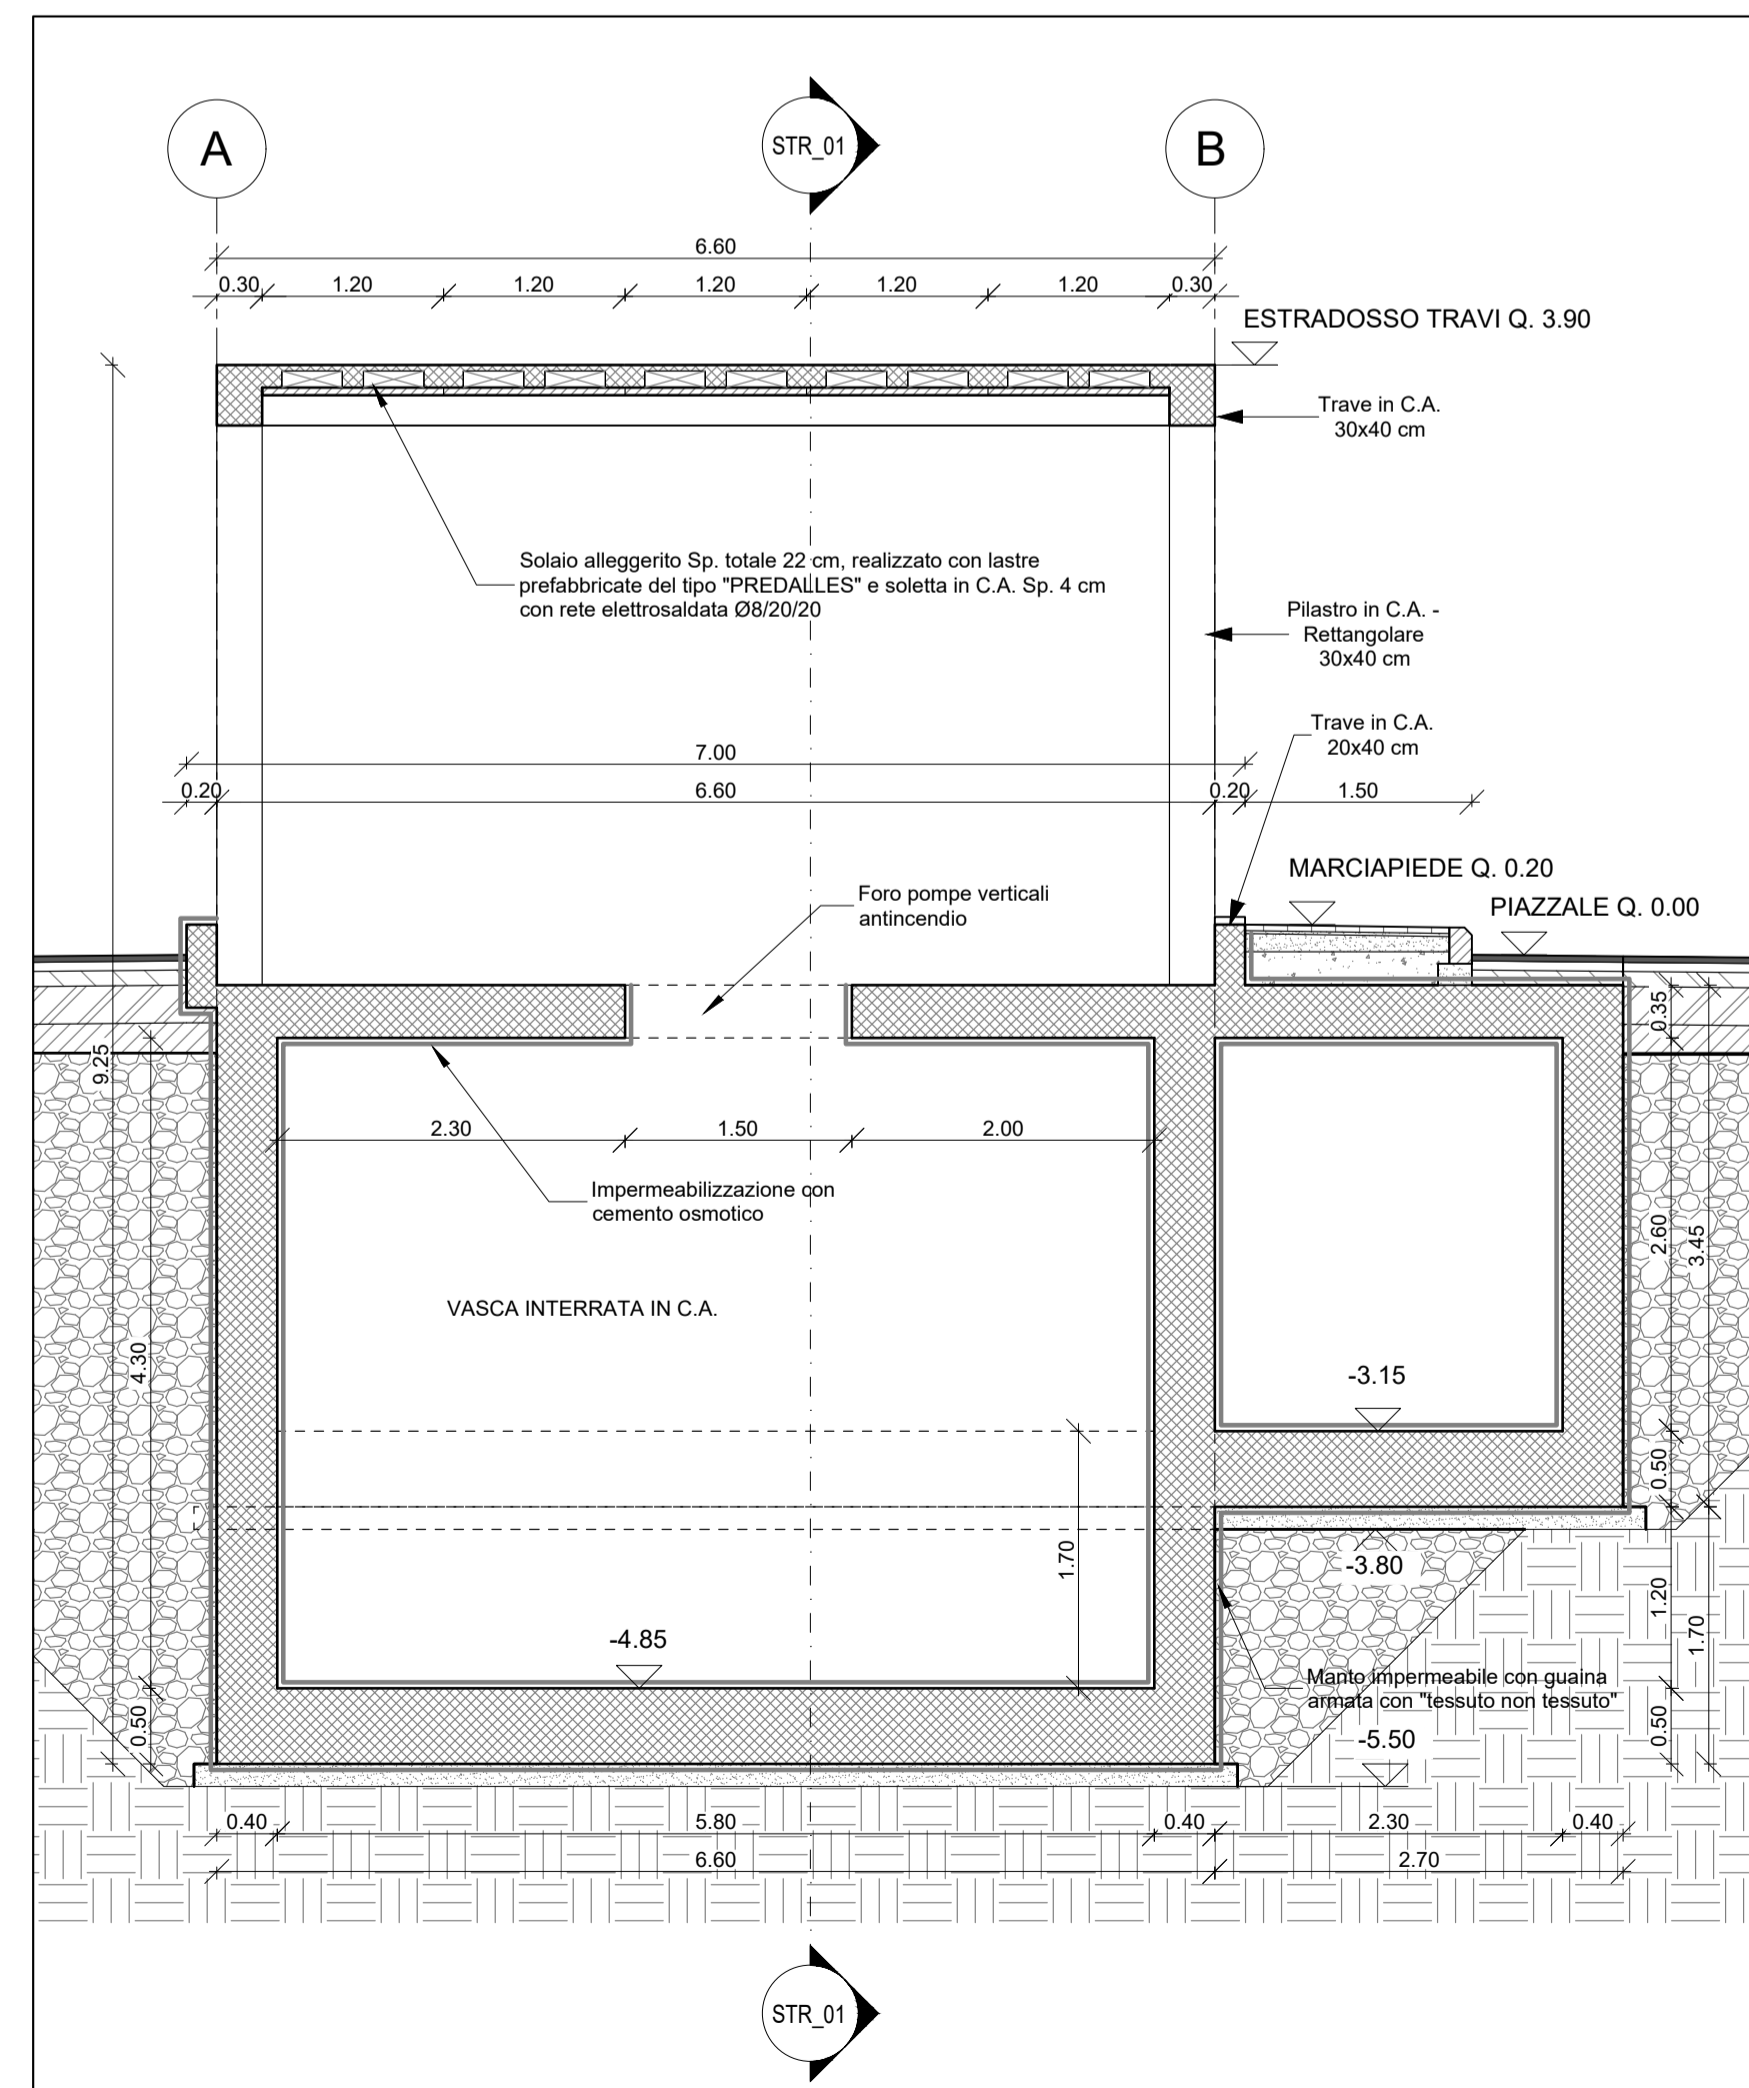 A
STR_01
B
6.60
0.30 1.20 1.20 1.20 1.20 1.20 0.30
ESTRADOSSO TRAVI Q. 3.90
Trave in C.A.
30x40 cm
Solaio alleggerito Sp. totale 22 cm, realizzato con lastre
prefabbricate del tipo "PREDALLES" e soletta in C.A. Sp. 4 cm
con rete elettrosaldata Ø8/20/20
Pilastro in C.A. -
Rettangolare
30x40 cm
Trave in C.A.
20x40 cm
7.00
0.20 6.60 0.20 1.50
MARCIAPIEDE Q. 0.20
PIAZZALE Q. 0.00
Foro pompe verticali
antincendio
0.35
9.25
2.30 1.50 2.00
Impermeabilizzazione con
cemento osmotico
2.60
3.45
VASCA INTERRATA IN C.A.
4.30
-3.15
0.50
1.70
-3.80
1.20
1.70
-4.85
Manto impermeabile con guaina
armata con "tessuto non tessuto"
0.50
0.50
-5.50
0.40 5.80 0.40 2.30 0.40
6.60 2.70
STR_01